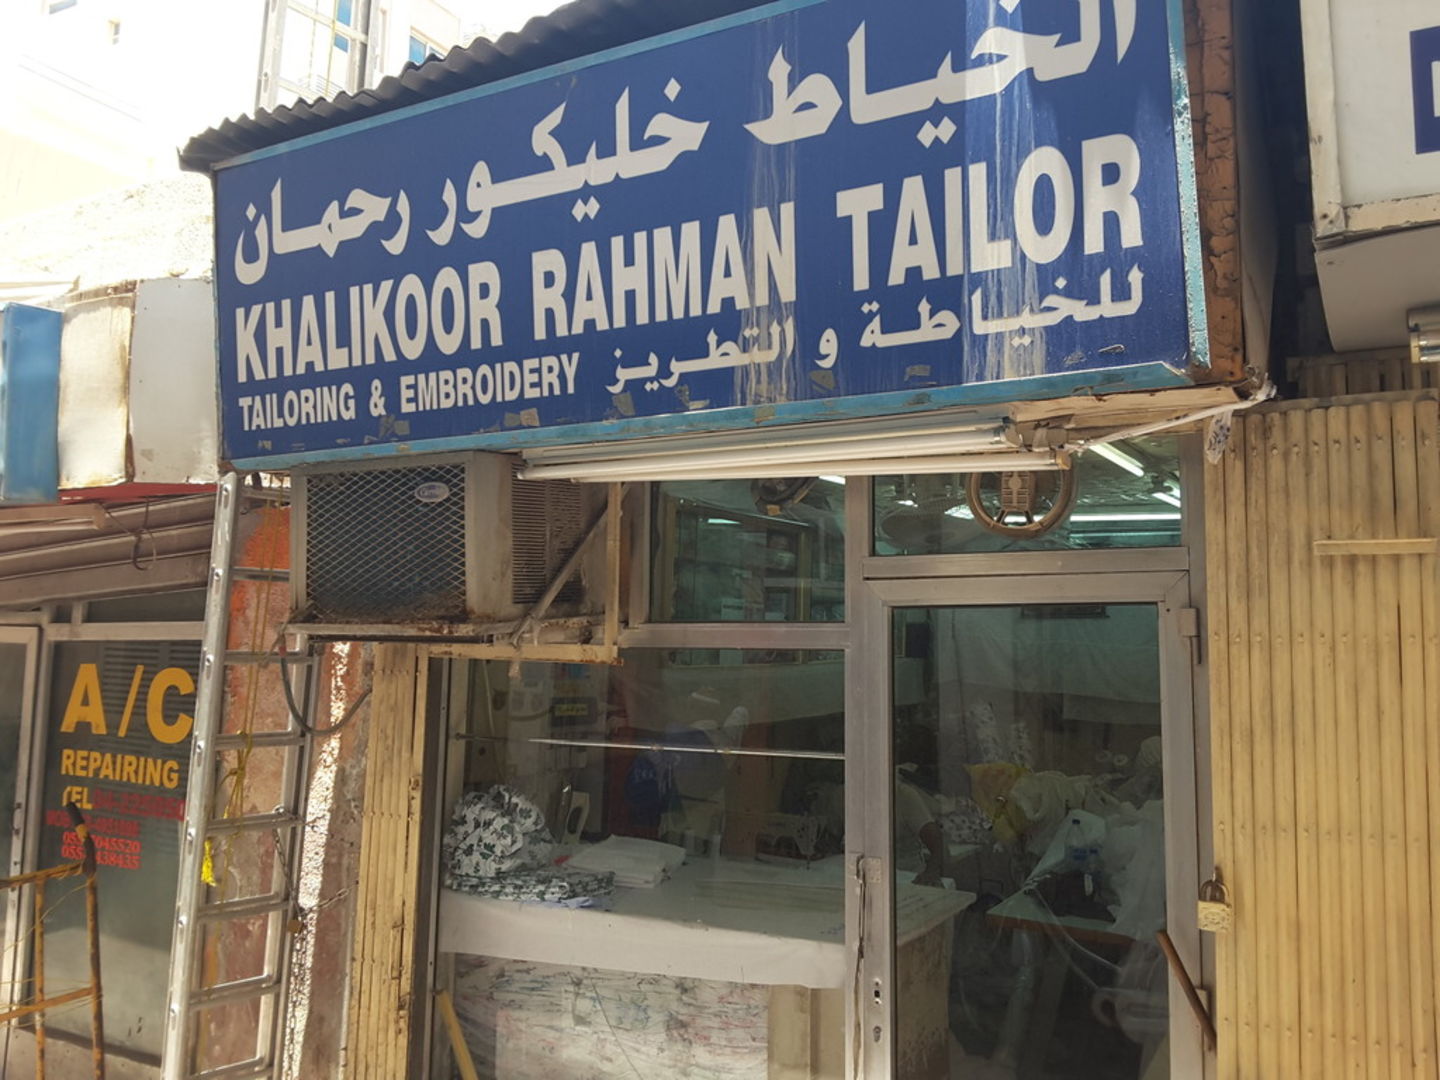 الخياط خليكور رحمان
KHALIKOOR RAHMAN TAILOR
TAILORING & EMBROIDERY للخياطة و التطريز
A/C
REPAIRING